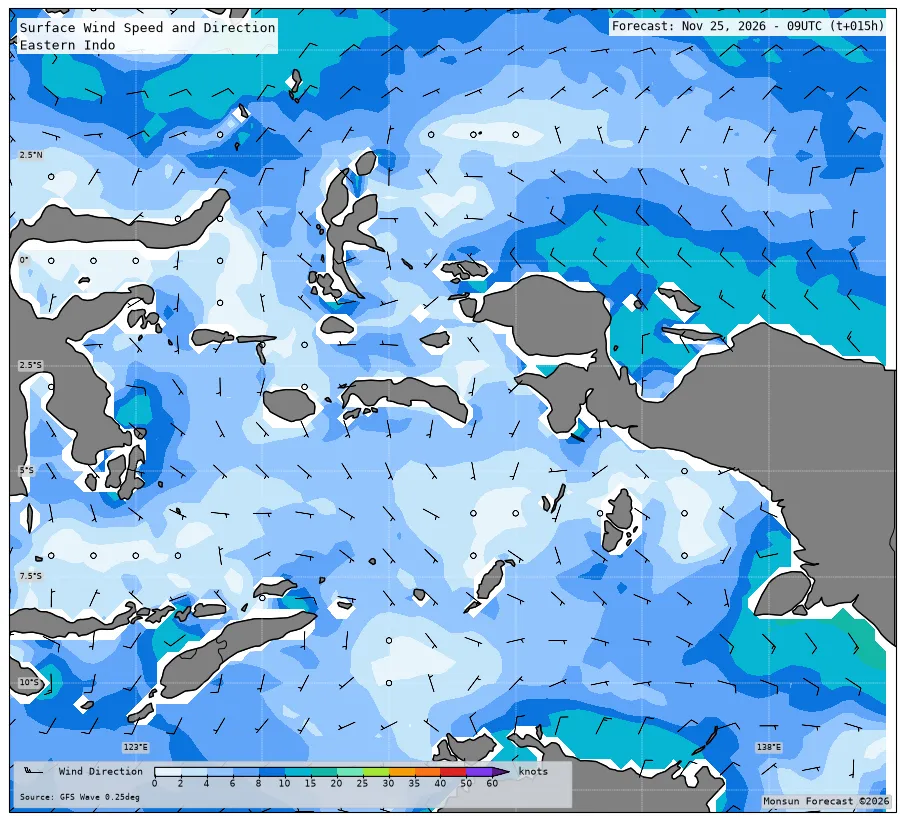 Surface Wind Speed and Direction
Eastern Indo
Forecast: Nov 25, 2026 - 09UTC (t+015h)
2.5°N
0°
2.5°S
5°S
7.5°S
10°S
123°E
138°E
Wind Direction
0 2 4 6 8 10 15 20 25 30 35 40 50 60
knots
Source: GFS Wave 0.25deg
Monsun Forecast ©2026